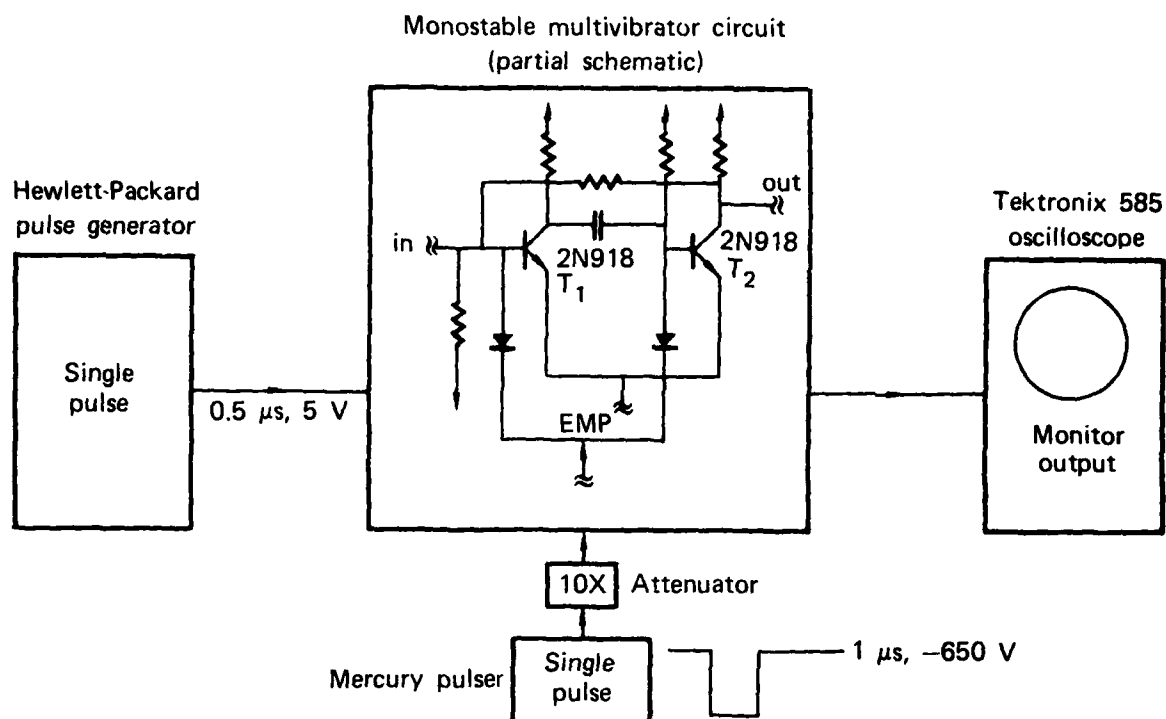 Monostable multivibrator circuit
(partial schematic)
Hewlett-Packard
pulse generator
Single
pulse
0.5 μs, 5 V
in
out
2N918
T1
2N918
T2
EMP
Tektronix 585
oscilloscope
Monitor
output
10X
Attenuator
Mercury pulser
Single
pulse
1 μs, −650 V